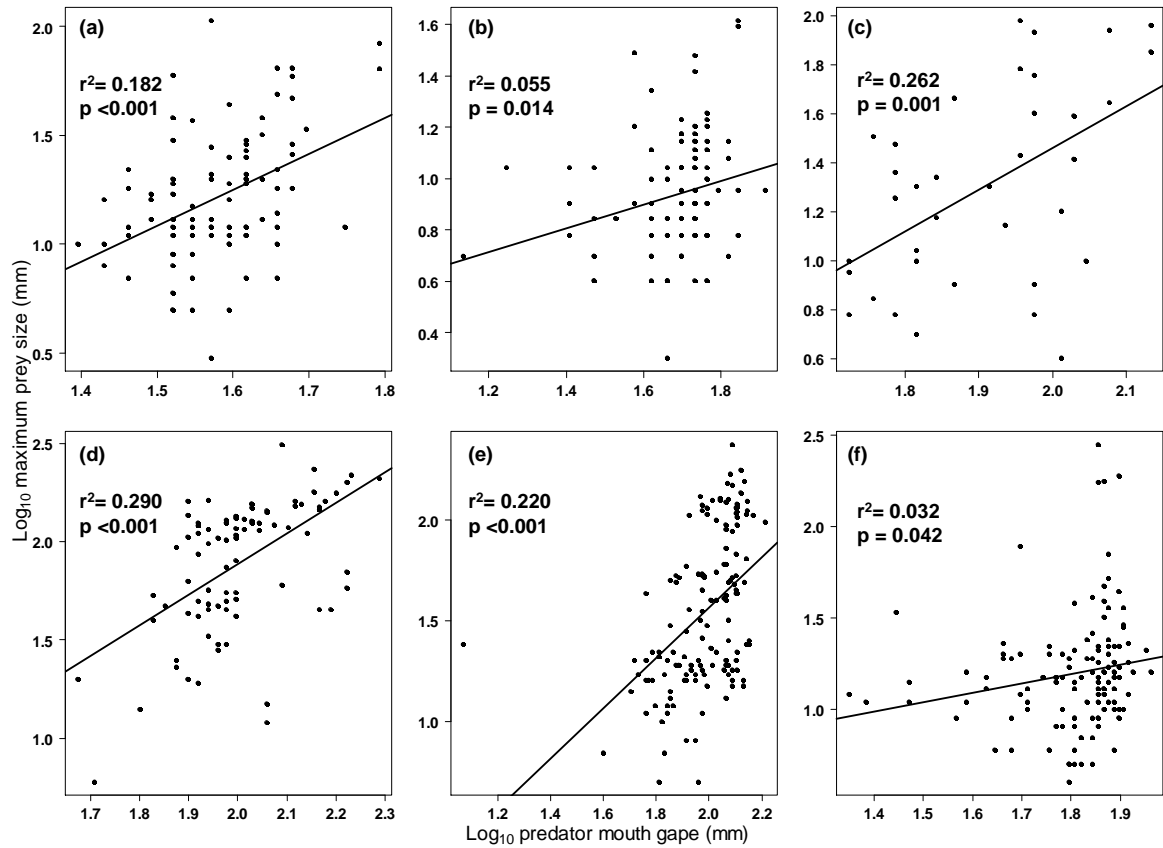 (a)
r²= 0.182
p <0.001
2.0
1.5
1.0
0.5
1.4 1.5 1.6 1.7 1.8
(b)
r²= 0.055
p = 0.014
1.6
1.4
1.2
1.0
0.8
0.6
0.4
1.2 1.4 1.6 1.8
(c)
r²= 0.262
p = 0.001
2.0
1.8
1.6
1.4
1.2
1.0
0.8
0.6
1.8 1.9 2.0 2.1
Log₁₀ maximum prey size (mm)
(d)
r²= 0.290
p <0.001
2.5
2.0
1.5
1.0
1.7 1.8 1.9 2.0 2.1 2.2 2.3
(e)
r²= 0.220
p <0.001
2.0
1.5
1.0
1.2 1.4 1.6 1.8 2.0 2.2
(f)
r²= 0.032
p = 0.042
2.5
2.0
1.5
1.0
1.4 1.5 1.6 1.7 1.8 1.9
Log₁₀ predator mouth gape (mm)